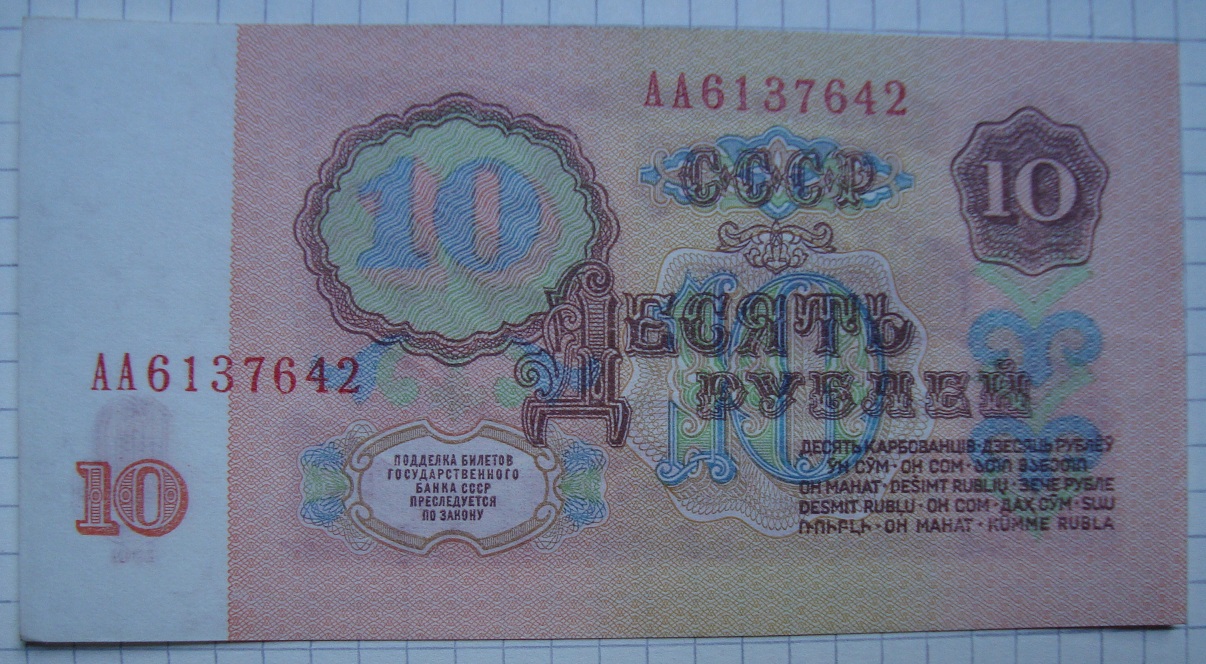 АА6137642
СССР
10
10
ДЕСЯТЬ
РУБЛЕЙ
10
АА6137642
10
ПОДДЕЛКА БИЛЕТОВ
ГОСУДАРСТВЕННОГО
БАНКА СССР
ПРЕСЛЕДУЕТСЯ
ПО ЗАКОНУ
ДЕСЯТЬ КАРБОВАНЦІВ·ДЗЕСЯЦЬ РУБЛЁЎ
ЎН СЎМ·ОН СОМ·ათი მანეთი
ОН МАНАТ·DEŠIMT RUBLIŲ·ЗЕЧЕ РУБЛЕ
DESMIT RUBĻU·ОН СОМ·ДАҲ СӮМ·ՏԱՍ
ՌՈՒԲԼԻ·ОН МАНАТ·KÜMME RUBLA